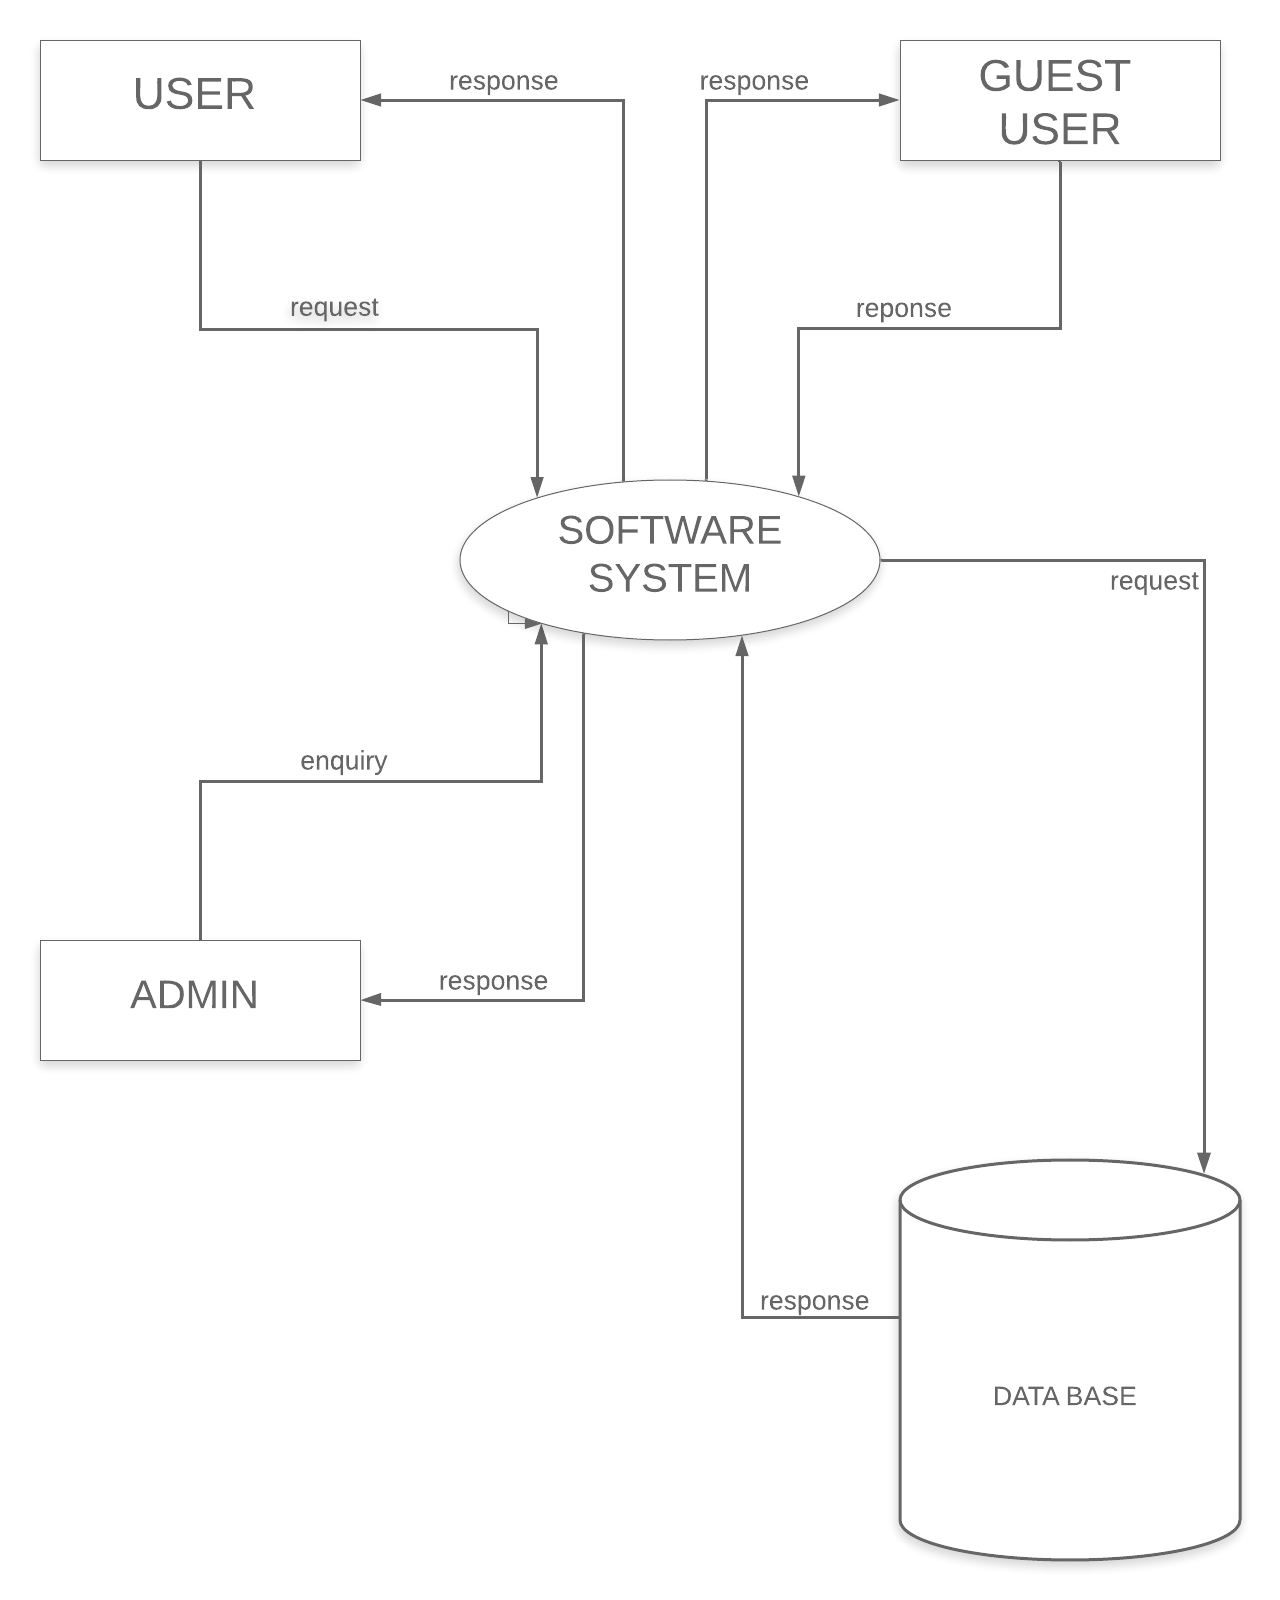 USER
response
response
GUEST
USER
request
reponse
SOFTWARE
SYSTEM
request
enquiry
ADMIN
response
response
DATA BASE